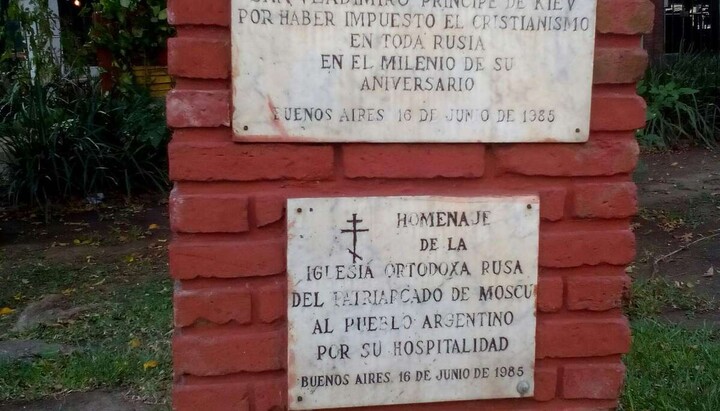 SAN VLADIMIRO PRINCIPE DE KIEV
POR HABER IMPUESTO EL CRISTIANISMO
EN TODA RUSIA
EN EL MILENIO DE SU
ANIVERSARIO
BUENOS AIRES 16 DE JUNIO DE 1985
HOMENAJE
DE LA
IGLESIA ORTODOXA RUSA
DEL PATRIARCADO DE MOSCU
AL PUEBLO ARGENTINO
POR SU HOSPITALIDAD
BUENOS AIRES, 16 DE JUNIO DE 1985